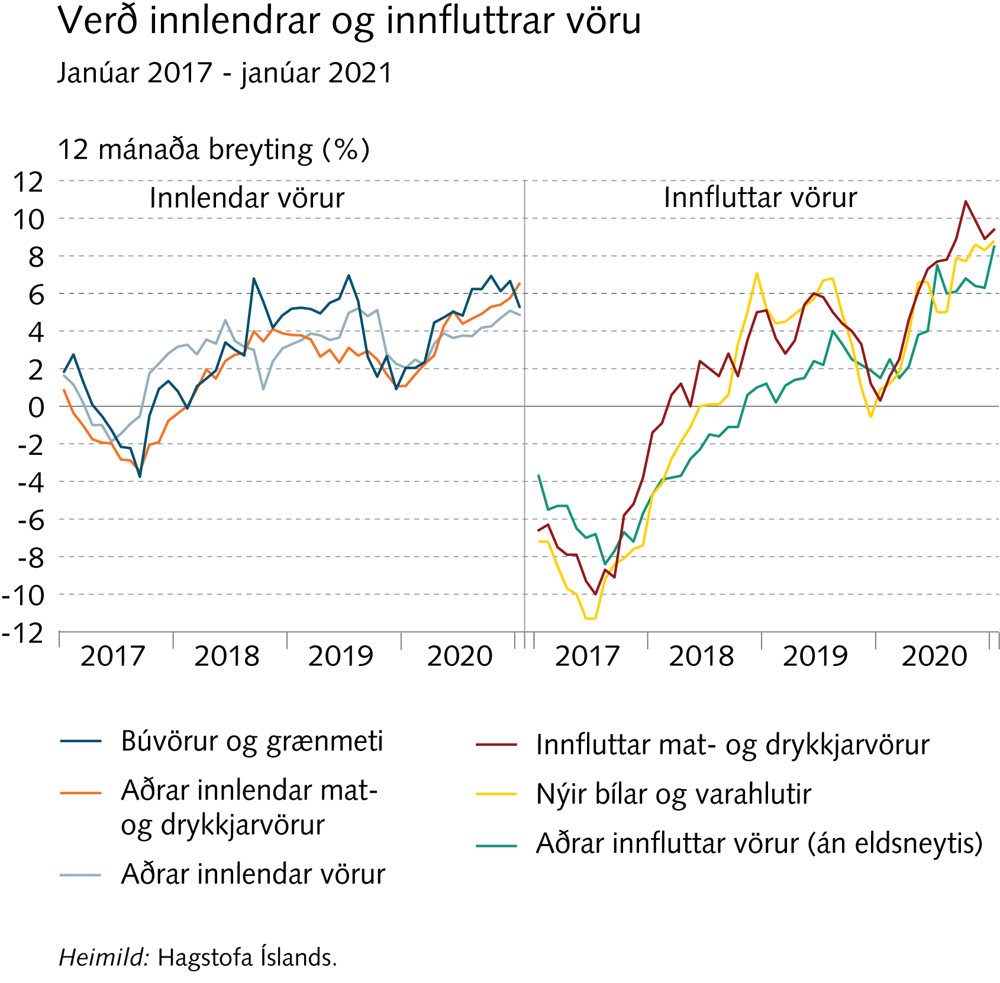 Verð innlendrar og innfluttrar vöru
Janúar 2017 - janúar 2021
12 mánaða breyting (%)
12
10
8
6
4
2
0
-2
-4
-6
-8
-10
-12
Innlendar vörur
Innfluttar vörur
2017 2018 2019 2020 2017 2018 2019 2020
Búvörur og grænmeti
Aðrar innlendar mat-
og drykkjarvörur
Aðrar innlendar vörur
Innfluttar mat- og drykkjarvörur
Nýir bílar og varahlutir
Aðrar innfluttar vörur (án eldsneytis)
Heimild: Hagstofa Íslands.